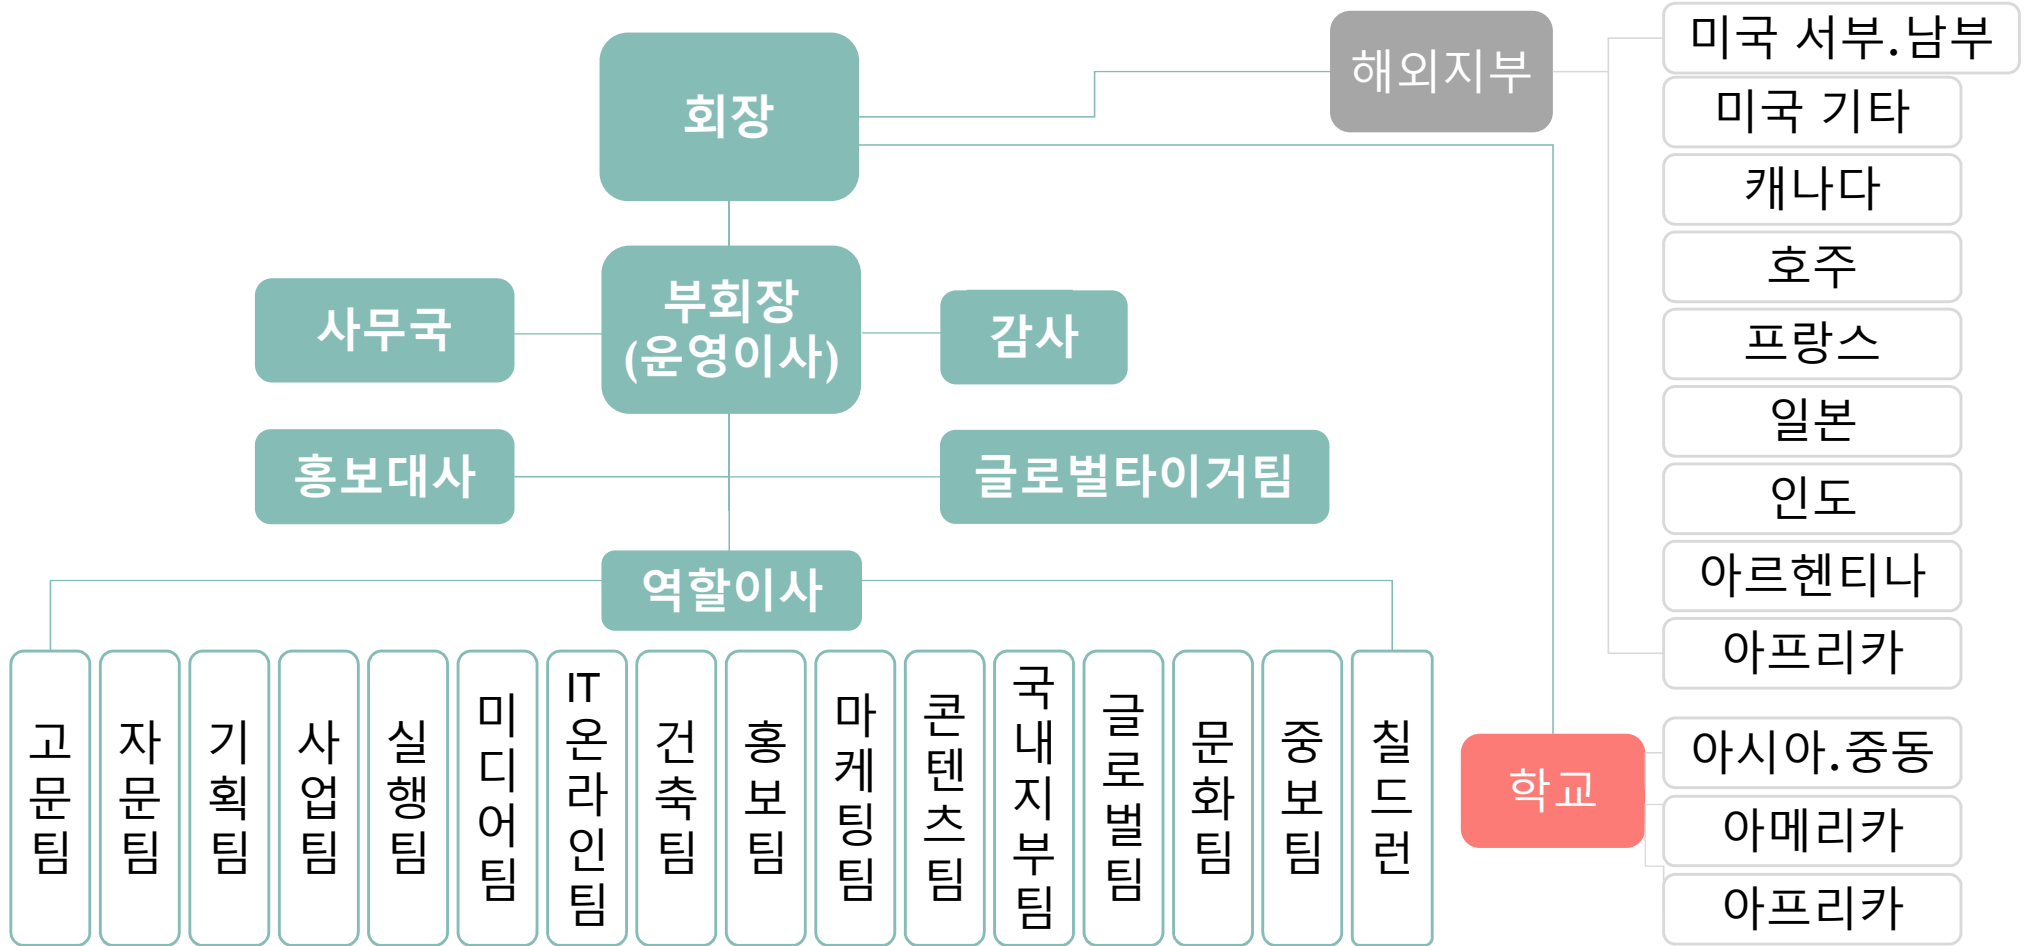 회장
해외지부
미국 서부.남부
미국 기타
캐나다
호주
프랑스
일본
인도
아르헨티나
아프리카
사무국
부회장
(운영이사)
감사
홍보대사
글로벌타이거팀
역할이사
고문팀
자문팀
기획팀
사업팀
실행팀
미디어팀
IT온라인팀
건축팀
홍보팀
마케팅팀
콘텐츠팀
국내지부팀
글로벌팀
문화팀
중보팀
칠드런
학교
아시아.중동
아메리카
아프리카